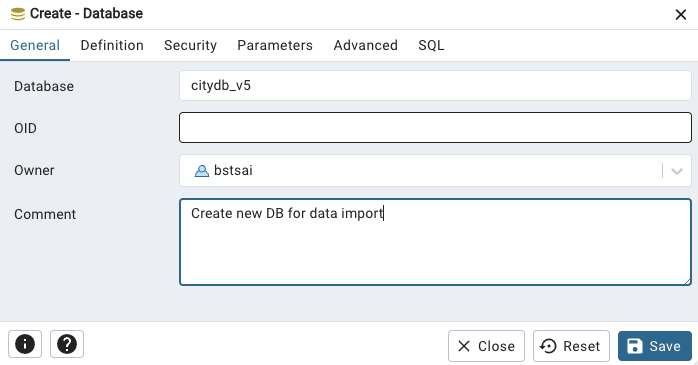 Create - Database
General Definition Security Parameters Advanced SQL
Database citydb_v5
OID
Owner bstsai
Comment Create new DB for data import
Close Reset Save